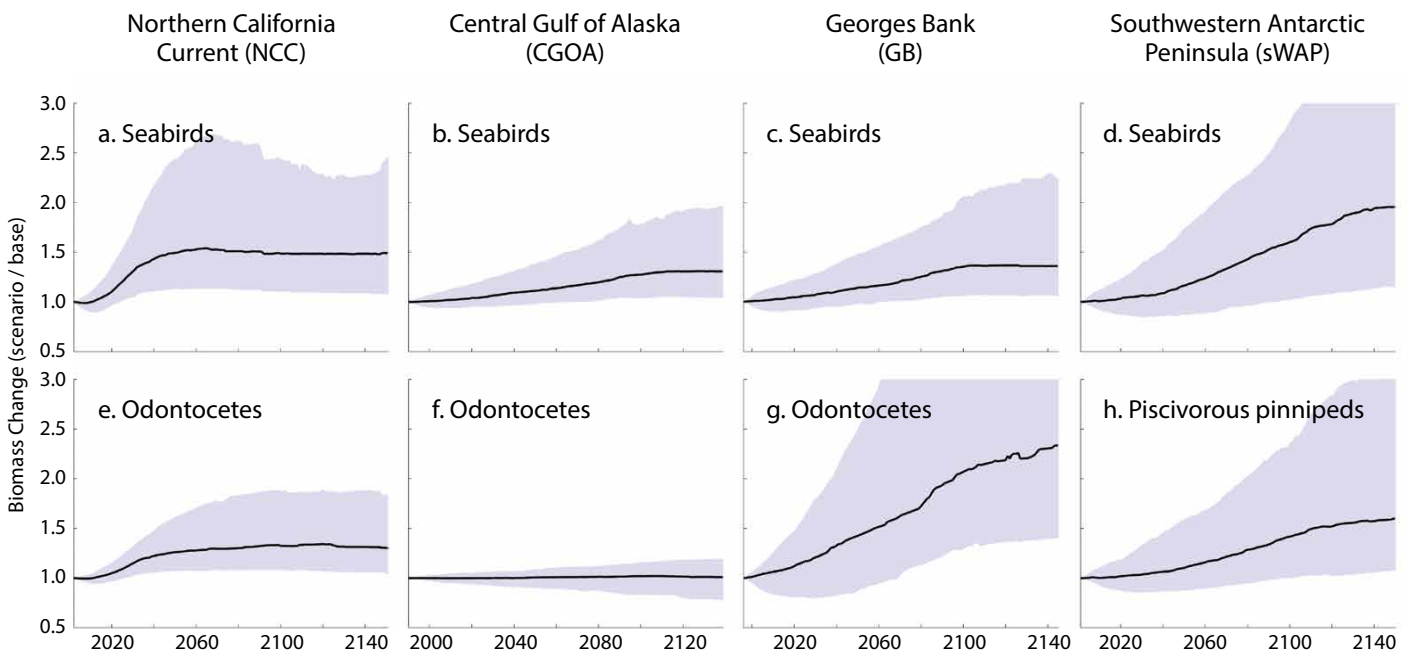 Northern California
Current (NCC)
Central Gulf of Alaska
(CGOA)
Georges Bank
(GB)
Southwestern Antarctic
Peninsula (sWAP)
Biomass Change (scenario / base)
3.0
2.5
2.0
1.5
1.0
0.5
a. Seabirds
b. Seabirds
c. Seabirds
d. Seabirds
3.0
2.5
2.0
1.5
1.0
0.5
e. Odontocetes
f. Odontocetes
g. Odontocetes
h. Piscivorous pinnipeds
2020 2060 2100 2150
2000 2040 2080 2120
2020 2060 2100 2140
2020 2060 2100 2150